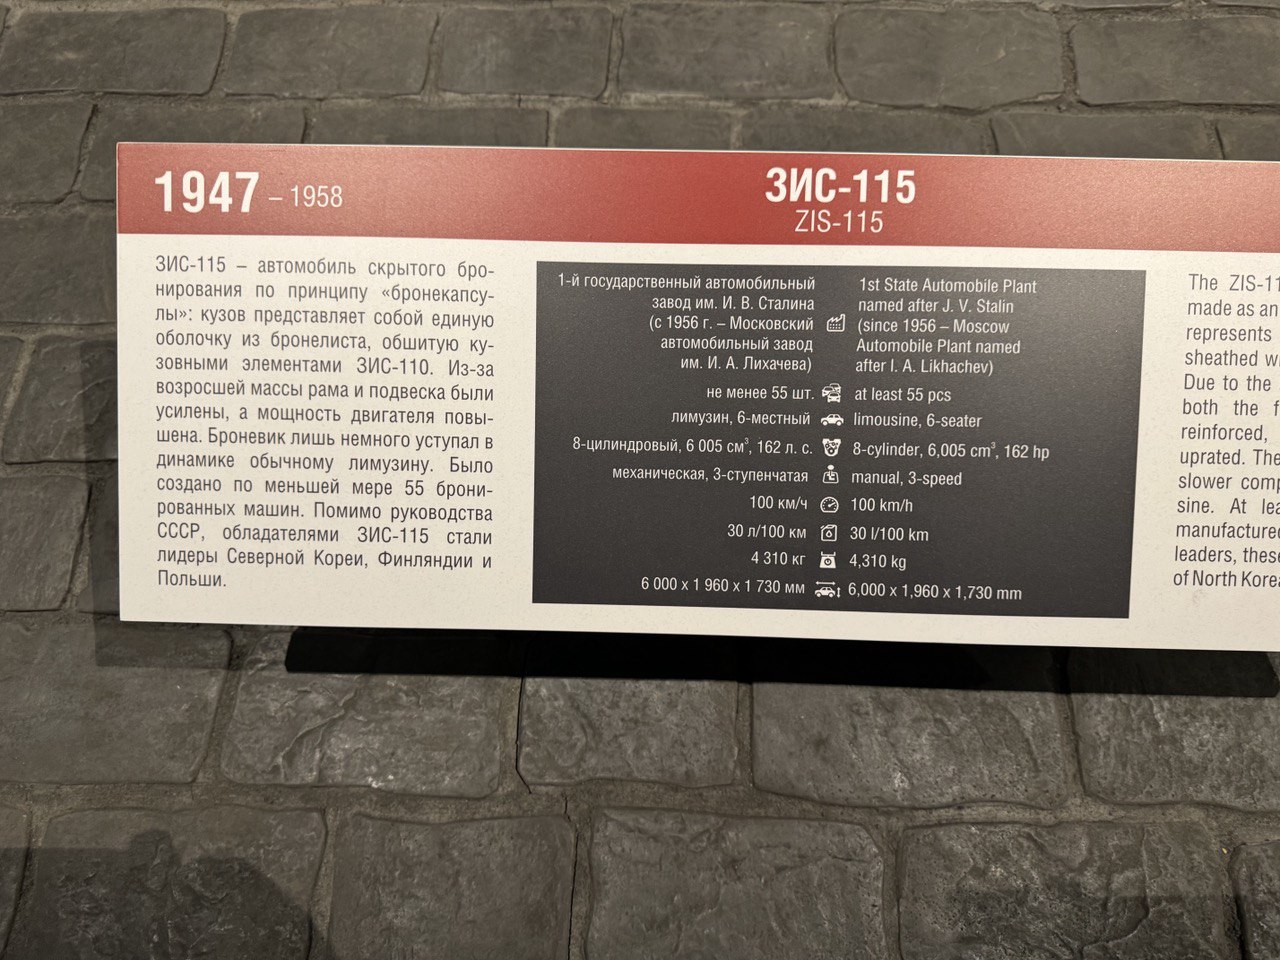 1947 – 1958
ЗИС-115
ZIS-115
ЗИС-115 – автомобиль скрытого бро-
нирования по принципу «бронекапсу-
лы»: кузов представляет собой единую
оболочку из бронелиста, обшитую ку-
зовными элементами ЗИС-110. Из-за
возросшей массы рама и подвеска были
усилены, а мощность двигателя повы-
шена. Броневик лишь немного уступал в
динамике обычному лимузину. Было
создано по меньшей мере 55 брони-
рованных машин. Помимо руководства
СССР, обладателями ЗИС-115 стали
лидеры Северной Кореи, Финляндии и
Польши.
1-й государственный автомобильный
завод им. И. В. Сталина
(с 1956 г. – Московский
автомобильный завод
им. И. А. Лихачева)
1st State Automobile Plant
named after J. V. Stalin
(since 1956 – Moscow
Automobile Plant named
after I. A. Likhachev)
не менее 55 шт. at least 55 pcs
лимузин, 6-местный limousine, 6-seater
8-цилиндровый, 6 005 см³, 162 л. с. 8-cylinder, 6,005 cm³, 162 hp
механическая, 3-ступенчатая manual, 3-speed
100 км/ч 100 km/h
30 л/100 км 30 l/100 km
4 310 кг 4,310 kg
6 000 x 1 960 x 1 730 мм 6,000 x 1,960 x 1,730 mm
The ZIS-11
made as an
represents
sheathed
Due to the
both the
reinforced,
uprated. The
slower
sine. At
manufactured
leaders, these
of North Korea